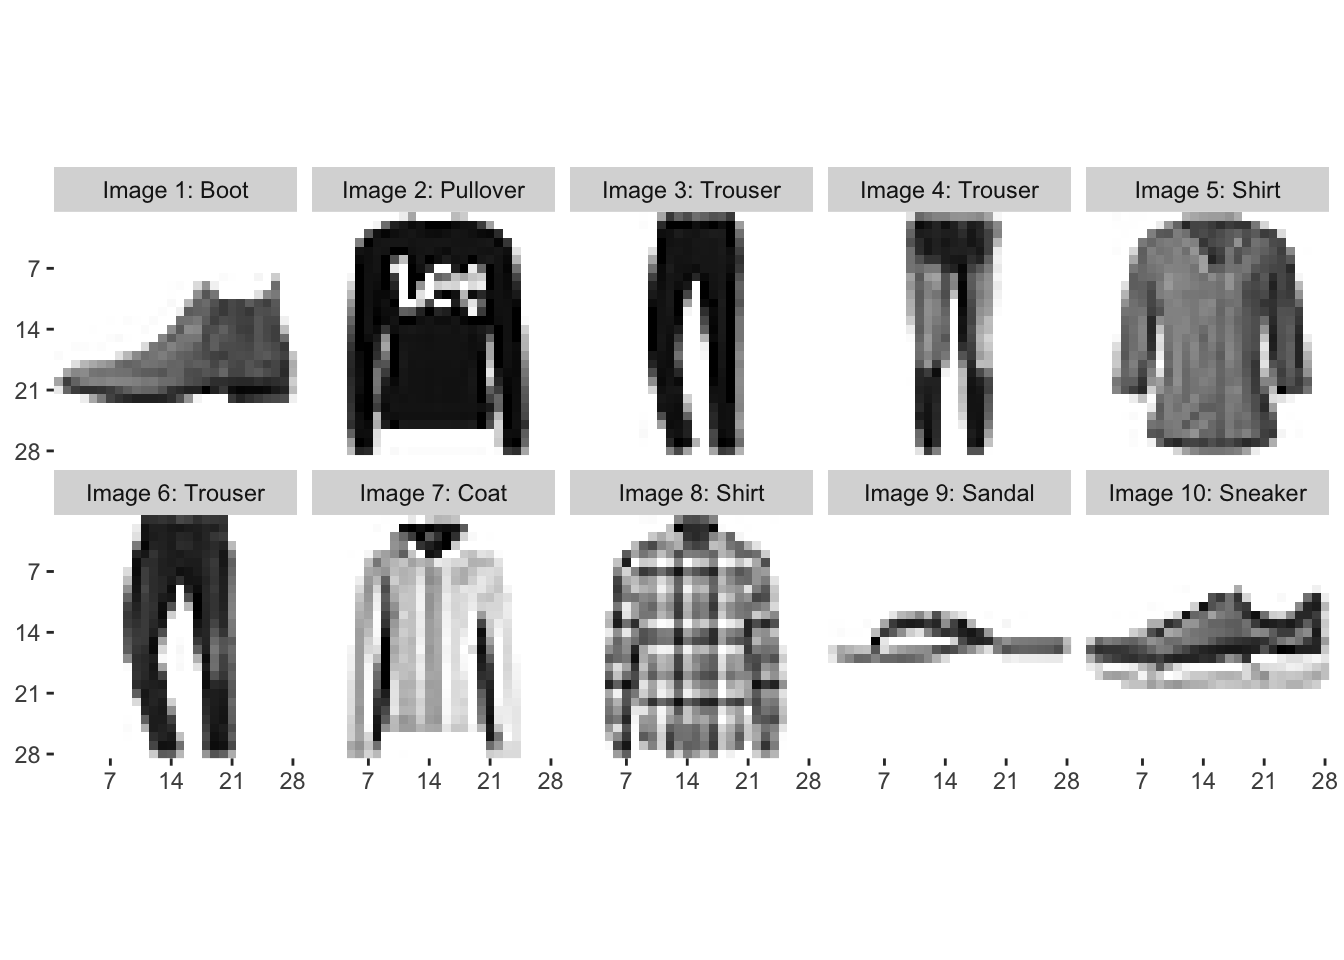 Image 1: Boot
Image 2: Pullover
Image 3: Trouser
Image 4: Trouser
Image 5: Shirt
7
14
21
28
Lee
Image 6: Trouser
Image 7: Coat
Image 8: Shirt
Image 9: Sandal
Image 10: Sneaker
7
14
21
28
7 14 21 28
7 14 21 28
7 14 21 28
7 14 21 28
7 14 21 28